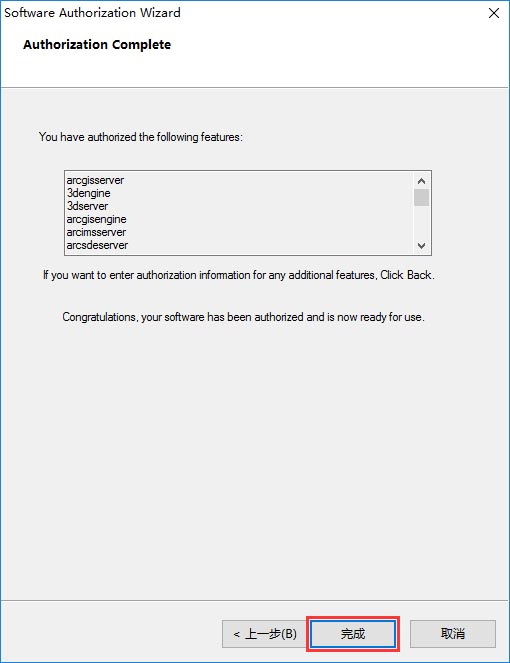 Software Authorization Wizard
Authorization Complete
You have authorized the following features:
arcgisserver
3dengine
3dserver
arcgisengine
arcimsserver
arcsdeserver
If you want to enter authorization information for any additional features, Click Back.
Congratulations, your software has been authorized and is now ready for use.
< 上一步(B)
完成
取消